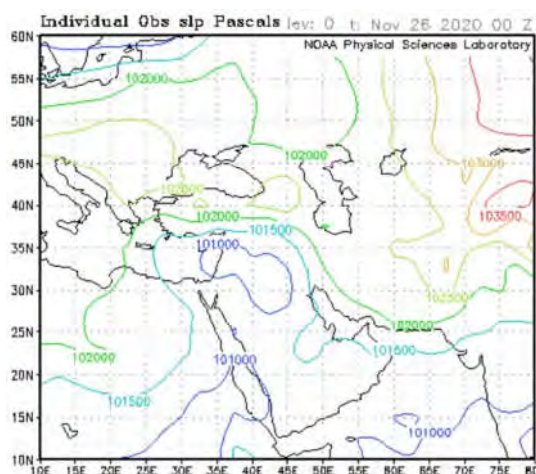 Individual Obs slp Pascals lev: 0 t: Nov 26 2020 00 Z
60N
NOAA Physical Sciences Laboratory
55N
102000
50N
102000
45N
103000
40N
103500
102000
101500
35N
101000
30N
102500
102000
25N
102000
101500
20N
101000
101500
15N
101000
10N
10E 15E 20E 25E 30E 35E 40E 45E 50E 55E 60E 65E 70E 75E